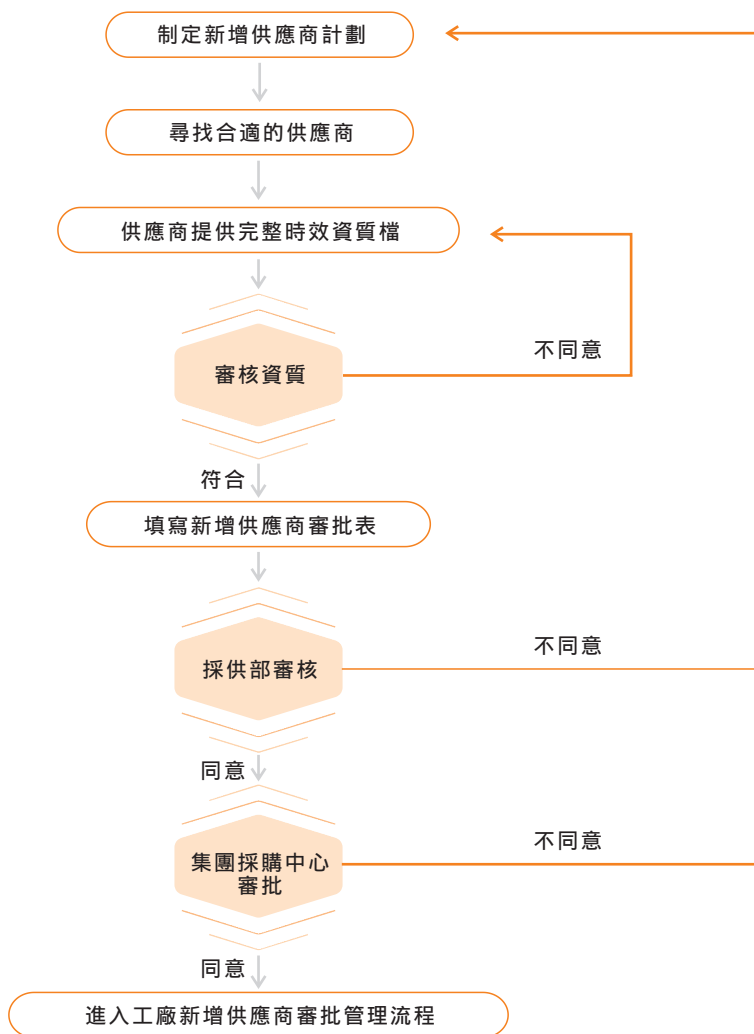 制定新增供應商計劃
尋找合適的供應商
供應商提供完整時效資質檔
不同意
審核資質
符合
填寫新增供應商審批表
不同意
採供部審核
同意
不同意
集團採購中心
審批
同意
進入工廠新增供應商審批管理流程